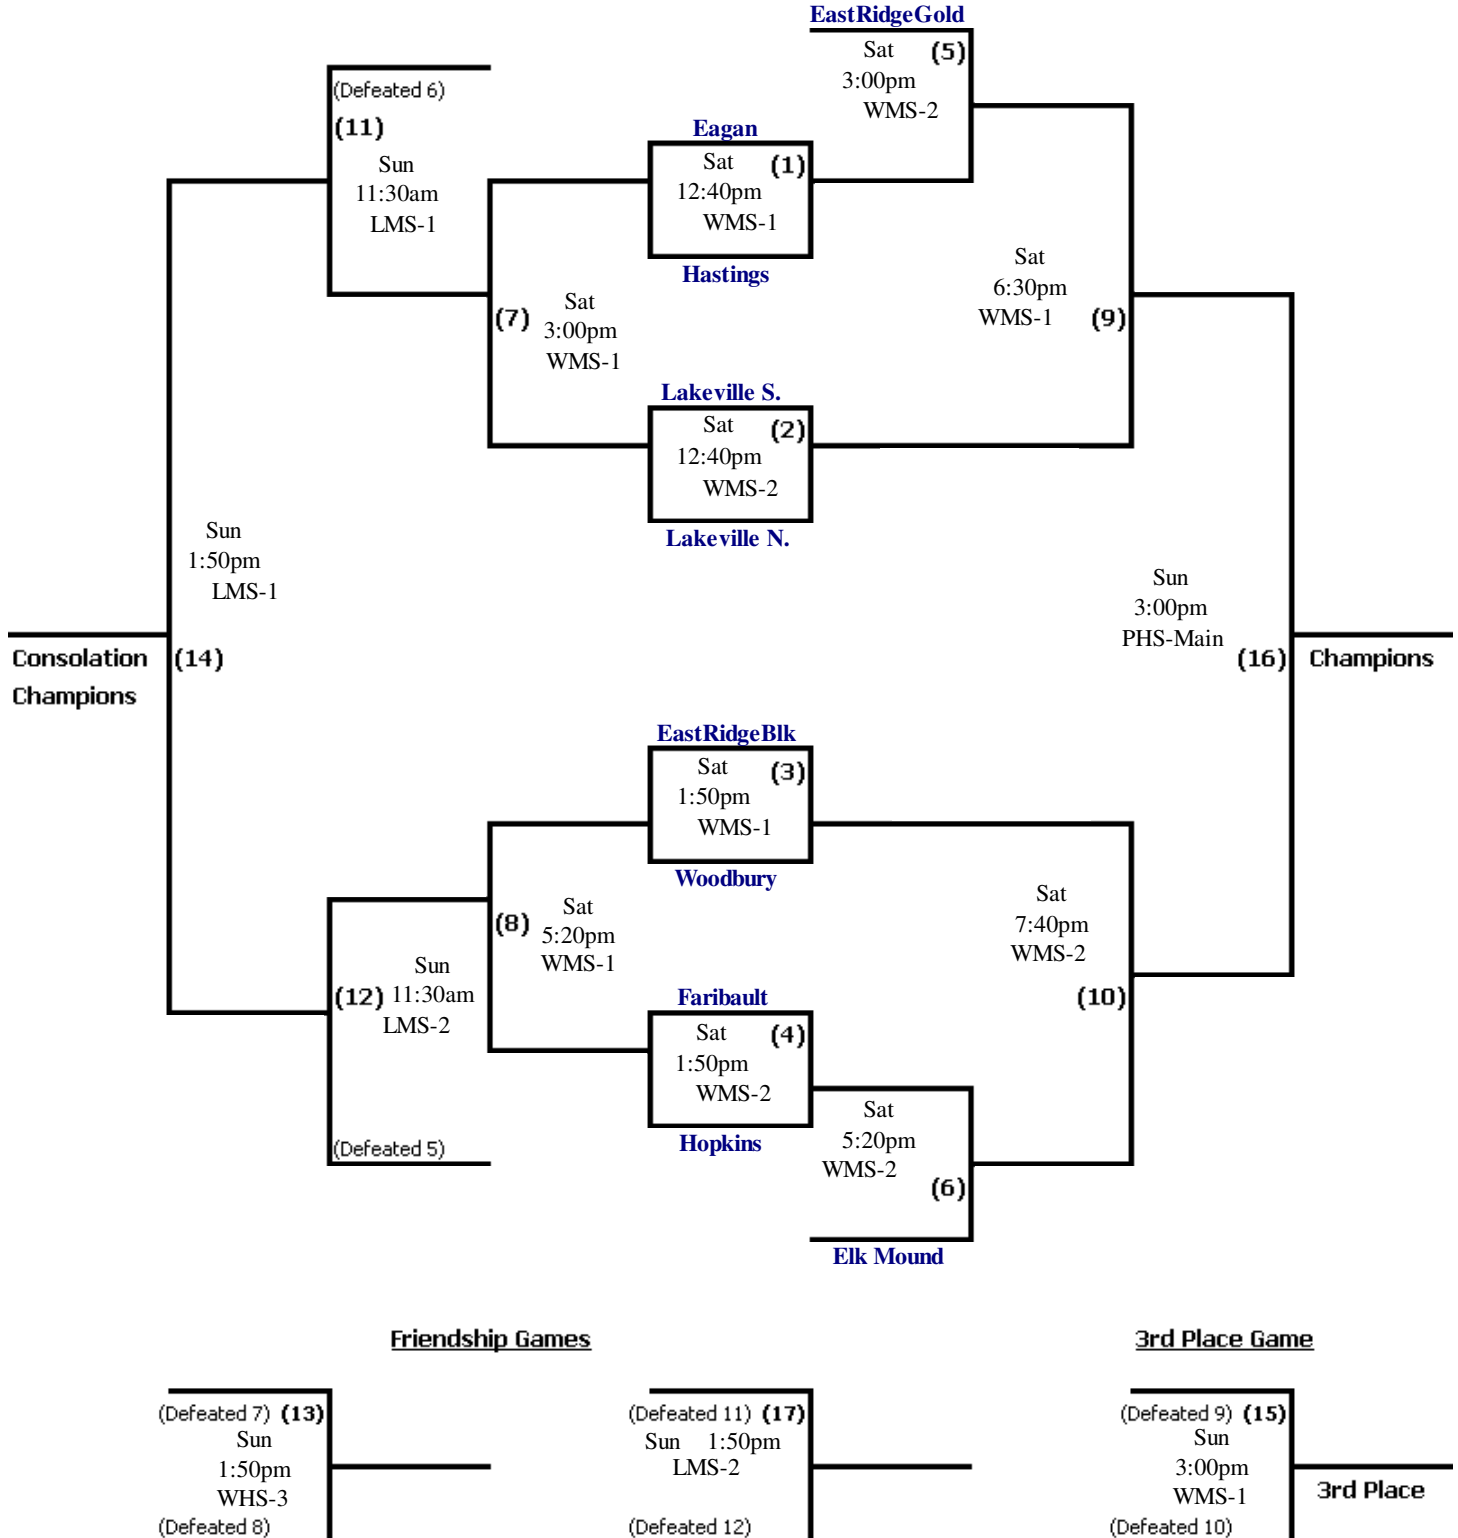 EastRidgeGold
Sat (5)
3:00pm
WMS-2
(Defeated 6)
(11)
Sun
11:30am
LMS-1
Eagan
Sat (1)
12:40pm
WMS-1
Hastings
Sat
6:30pm
WMS-1 (9)
(7) Sat
3:00pm
WMS-1
Lakeville S.
Sat (2)
12:40pm
WMS-2
Lakeville N.
Sun
1:50pm
LMS-1
Sun
3:00pm
PHS-Main
Consolation
Champions
(14)
(16)
Champions
EastRidgeBlk
Sat (3)
1:50pm
WMS-1
Woodbury
Sat
7:40pm
WMS-2
(10)
(8) Sat
5:20pm
WMS-1
Sun
(12) 11:30am
LMS-2
Faribault
Sat (4)
1:50pm
WMS-2
Hopkins
Sat
5:20pm
WMS-2
(6)
(Defeated 5)
Elk Mound
Friendship Games
3rd Place Game
(Defeated 7) (13)
Sun
1:50pm
WHS-3
(Defeated 8)
(Defeated 11) (17)
Sun 1:50pm
LMS-2
(Defeated 12)
(Defeated 9) (15)
Sun
3:00pm
WMS-1
(Defeated 10)
3rd Place